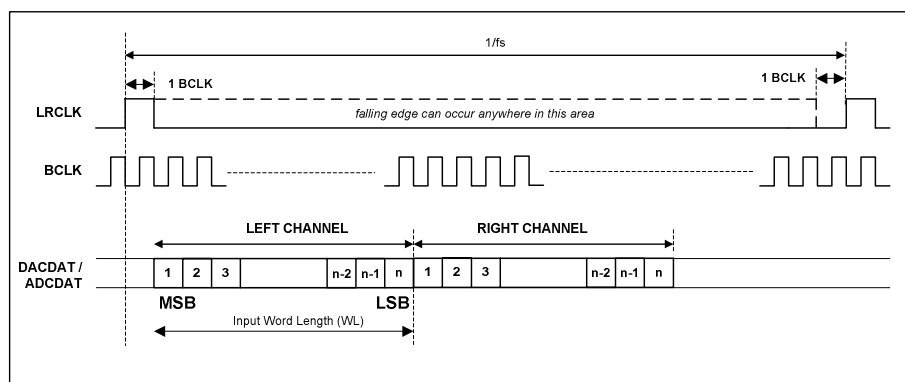 1/fs
1 BCLK
1 BCLK
LRCLK
falling edge can occur anywhere in this area
BCLK
LEFT CHANNEL
RIGHT CHANNEL
DACDAT /
ADCDAT
1 2 3 n-2 n-1 n 1 2 3 n-2 n-1 n
MSB
LSB
Input Word Length (WL)